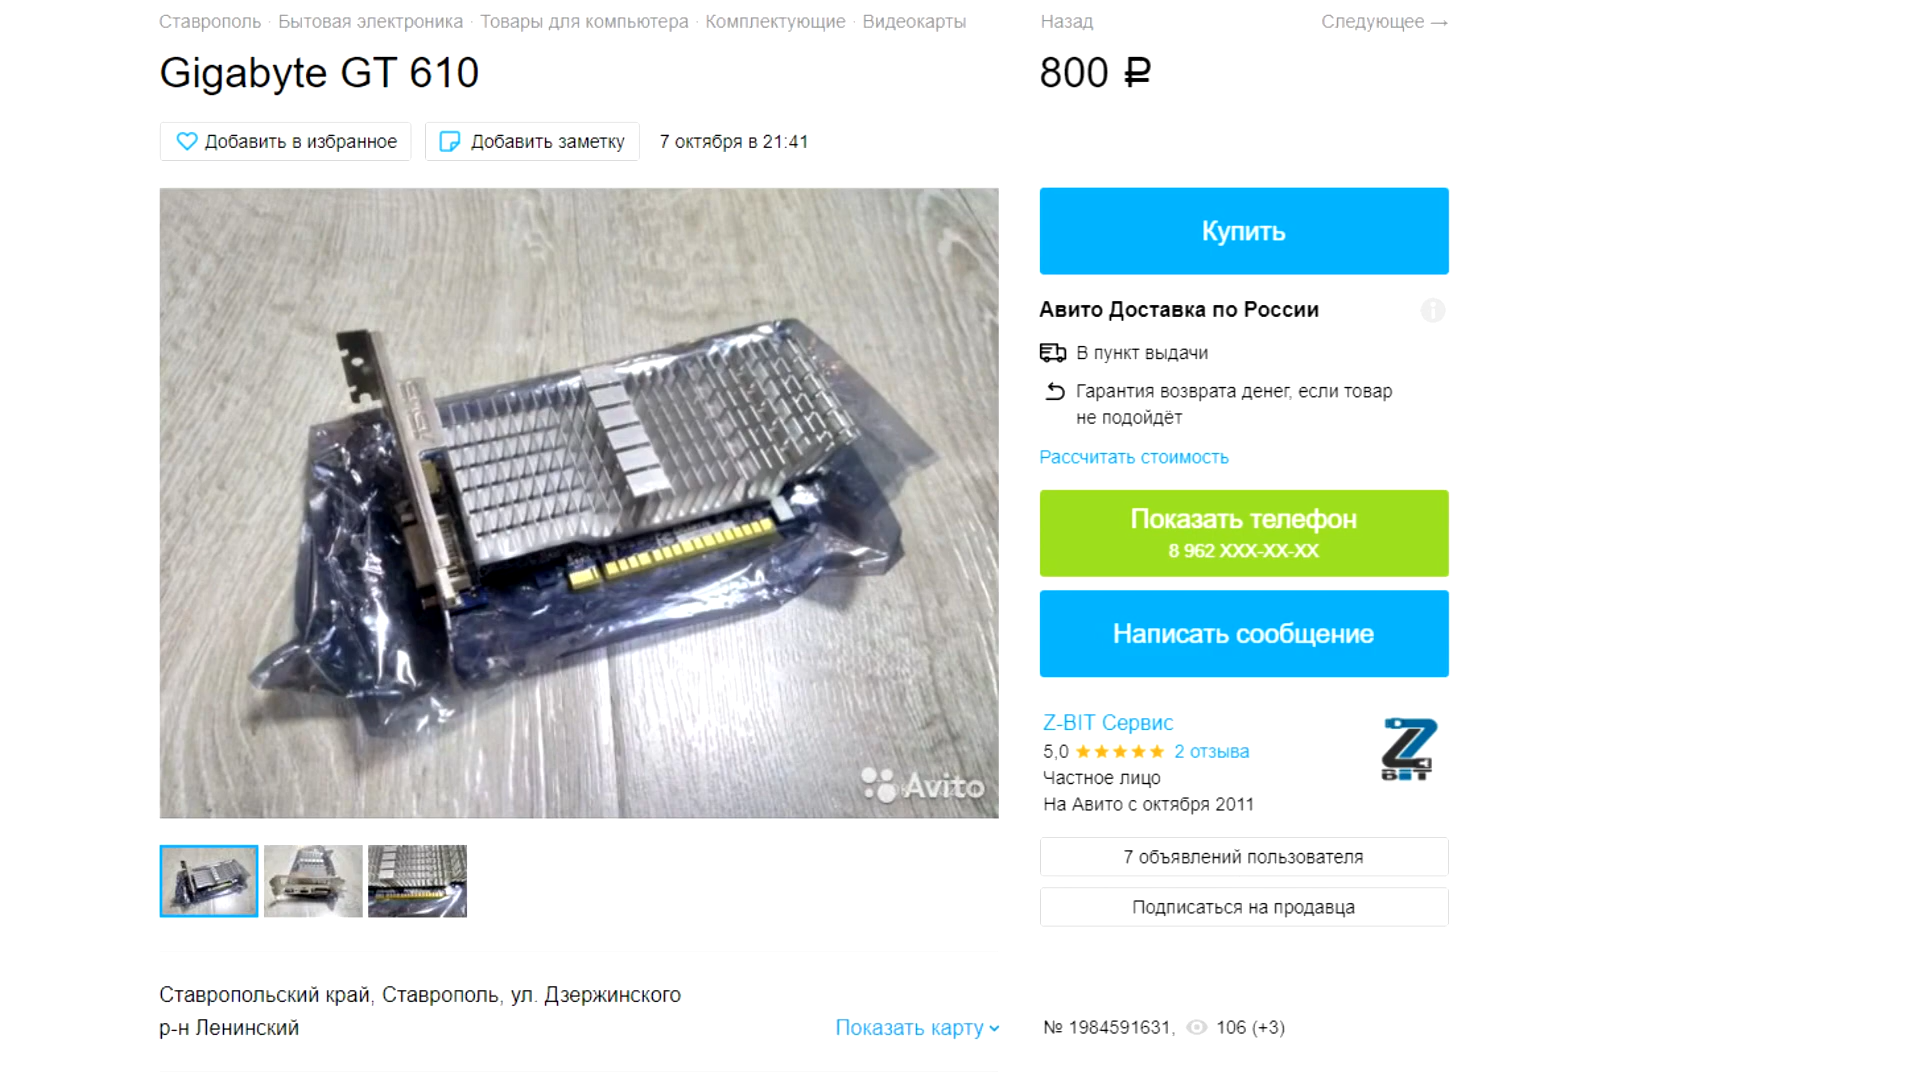 Ставрополь · Бытовая электроника · Товары для компьютера · Комплектующие · Видеокарты
Назад
Следующее →
Gigabyte GT 610
800 ₽
Добавить в избранное
Добавить заметку
7 октября в 21:41
Купить
Авито Доставка по России
В пункт выдачи
Гарантия возврата денег, если товар
не подойдёт
Рассчитать стоимость
Показать телефон
8 962 XXX-XX-XX
Написать сообщение
ASUS
Avito
Z-BIT Сервис
5,0 ★★★★★ 2 отзыва
Частное лицо
На Авито с октября 2011
Z
BIT
7 объявлений пользователя
Подписаться на продавца
Ставропольский край, Ставрополь, ул. Дзержинского
р-н Ленинский
Показать карту
№ 1984591631, 106 (+3)